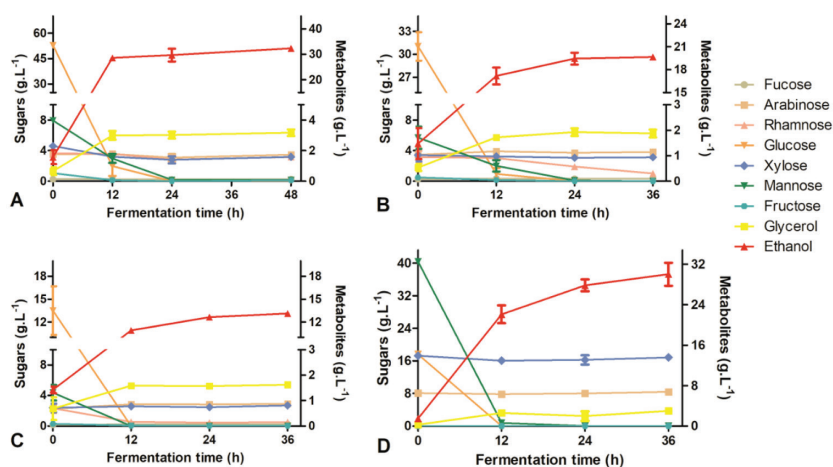 60
45
30
8
4
0
Sugars (g.L⁻¹)
40
30
20
10
4
2
0
Metabolites (g.L⁻¹)
0 12 24 36 48
Fermentation time (h)
A
33
30
27
8
4
0
Sugars (g.L⁻¹)
24
21
18
15
3
2
1
0
Metabolites (g.L⁻¹)
0 12 24 36
Fermentation time (h)
B
Fucose
Arabinose
Rhamnose
Glucose
Xylose
Mannose
Fructose
Glycerol
Ethanol
18
15
12
8
4
0
Sugars (g.L⁻¹)
18
15
12
3
2
1
0
Metabolites (g.L⁻¹)
0 12 24 36
Fermentation time (h)
C
40
32
24
16
8
0
Sugars (g.L⁻¹)
32
24
16
8
0
Metabolites (g.L⁻¹)
0 12 24 36
Fermentation time (h)
D